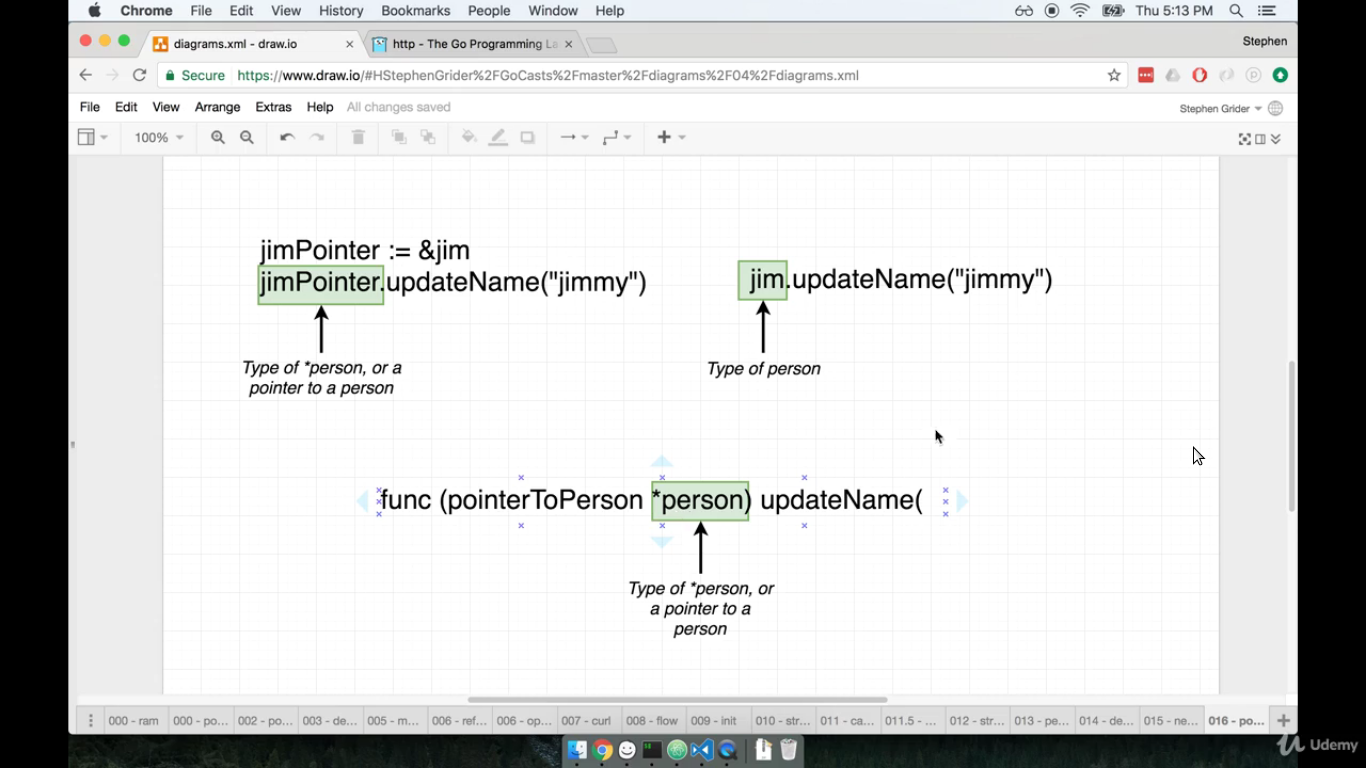 Chrome File Edit View History Bookmarks People Window Help Thu 5:13 PM
diagrams.xml - draw.io http - The Go Programming La Stephen
Secure https://www.draw.io/#HStephenGrider%2FGoCasts%2Fmaster%2Fdiagrams%2F04%2Fdiagrams.xml
File Edit View Arrange Extras Help All changes saved Stephen Grider
100%
jimPointer := &jim
jimPointer.updateName("jimmy")
jim.updateName("jimmy")
Type of *person, or a
pointer to a person
Type of person
func (pointerToPerson *person) updateName(
Type of *person, or
a pointer to a
person
000 - ram 000 - po... 002 - po... 003 - de... 005 - m... 006 - ref... 006 - op... 007 - curl 008 - flow 009 - init 010 - str... 011 - ca... 011.5 - ... 012 - str... 013 - pe... 014 - de... 015 - ne... 016 - po...
Udemy